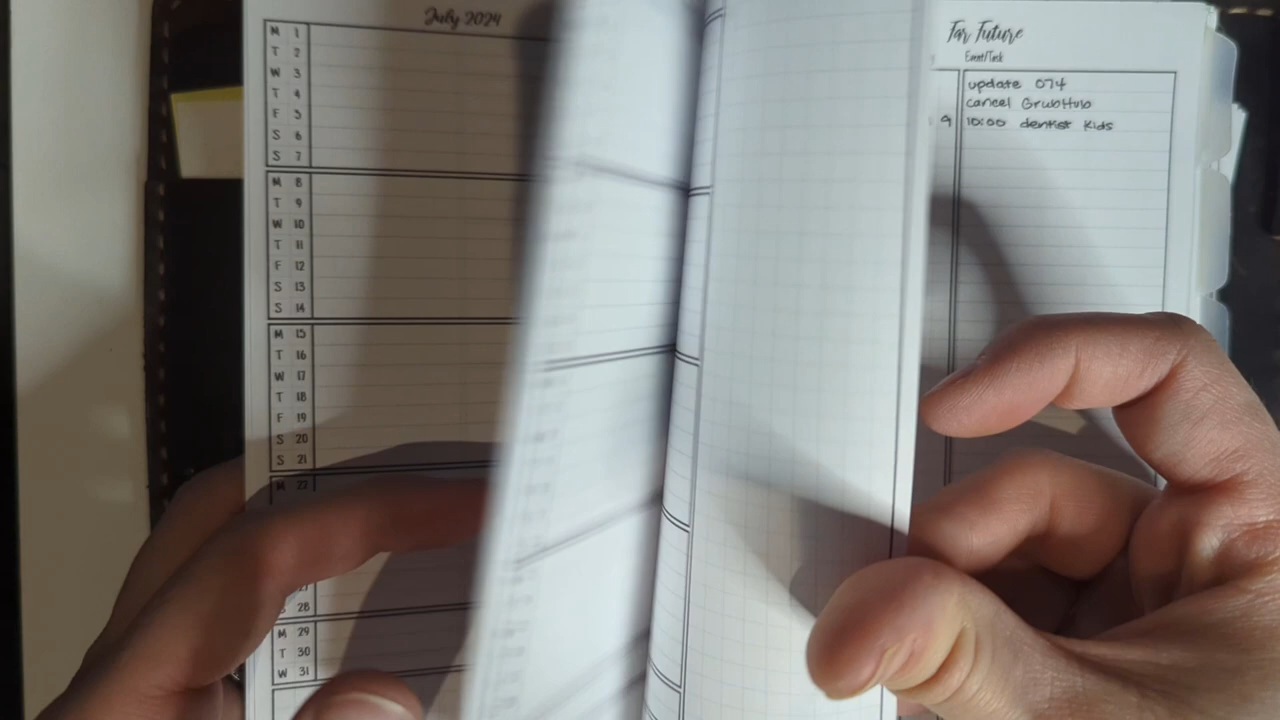 July 2024
M 1
T 2
W 3
T 4
F 5
S 6
S 7
M 8
T 9
W 10
T 11
F 12
S 13
S 14
M 15
T 16
W 17
T 18
F 19
S 20
S 21
M 22
28
M 29
T 30
W 31
Far Future
Event/Task
update 074
cancel GrubHub
9 10:00 dentist Kids